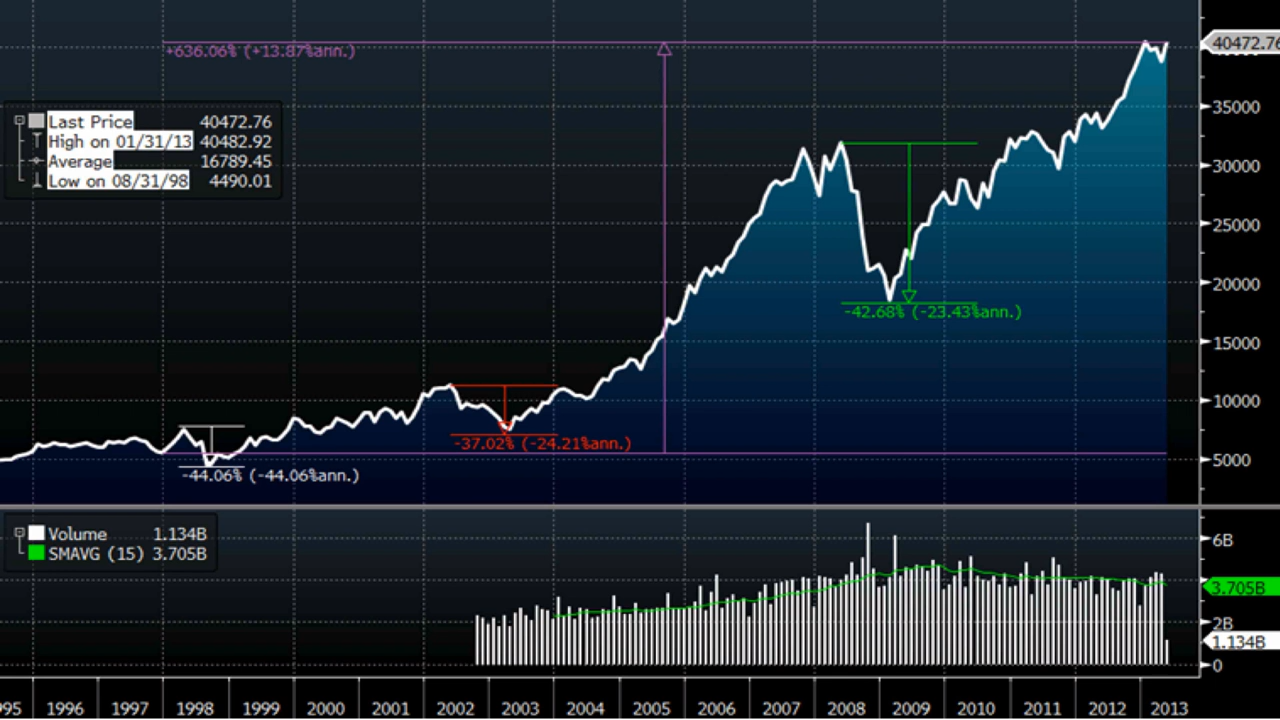 +636.06% (+13.87%ann.)
40472.76
Last Price 40472.76
High on 01/31/13 40482.92
Average 16789.45
Low on 08/31/98 4490.01
35000
30000
25000
20000
15000
10000
5000
-42.68% (-23.43%ann.)
-37.02% (-24.21%ann.)
-44.06% (-44.06%ann.)
Volume 1.134B
SMAVG (15) 3.705B
6B
3.705B
2B
1.134B
0
95 1996 1997 1998 1999 2000 2001 2002 2003 2004 2005 2006 2007 2008 2009 2010 2011 2012 2013